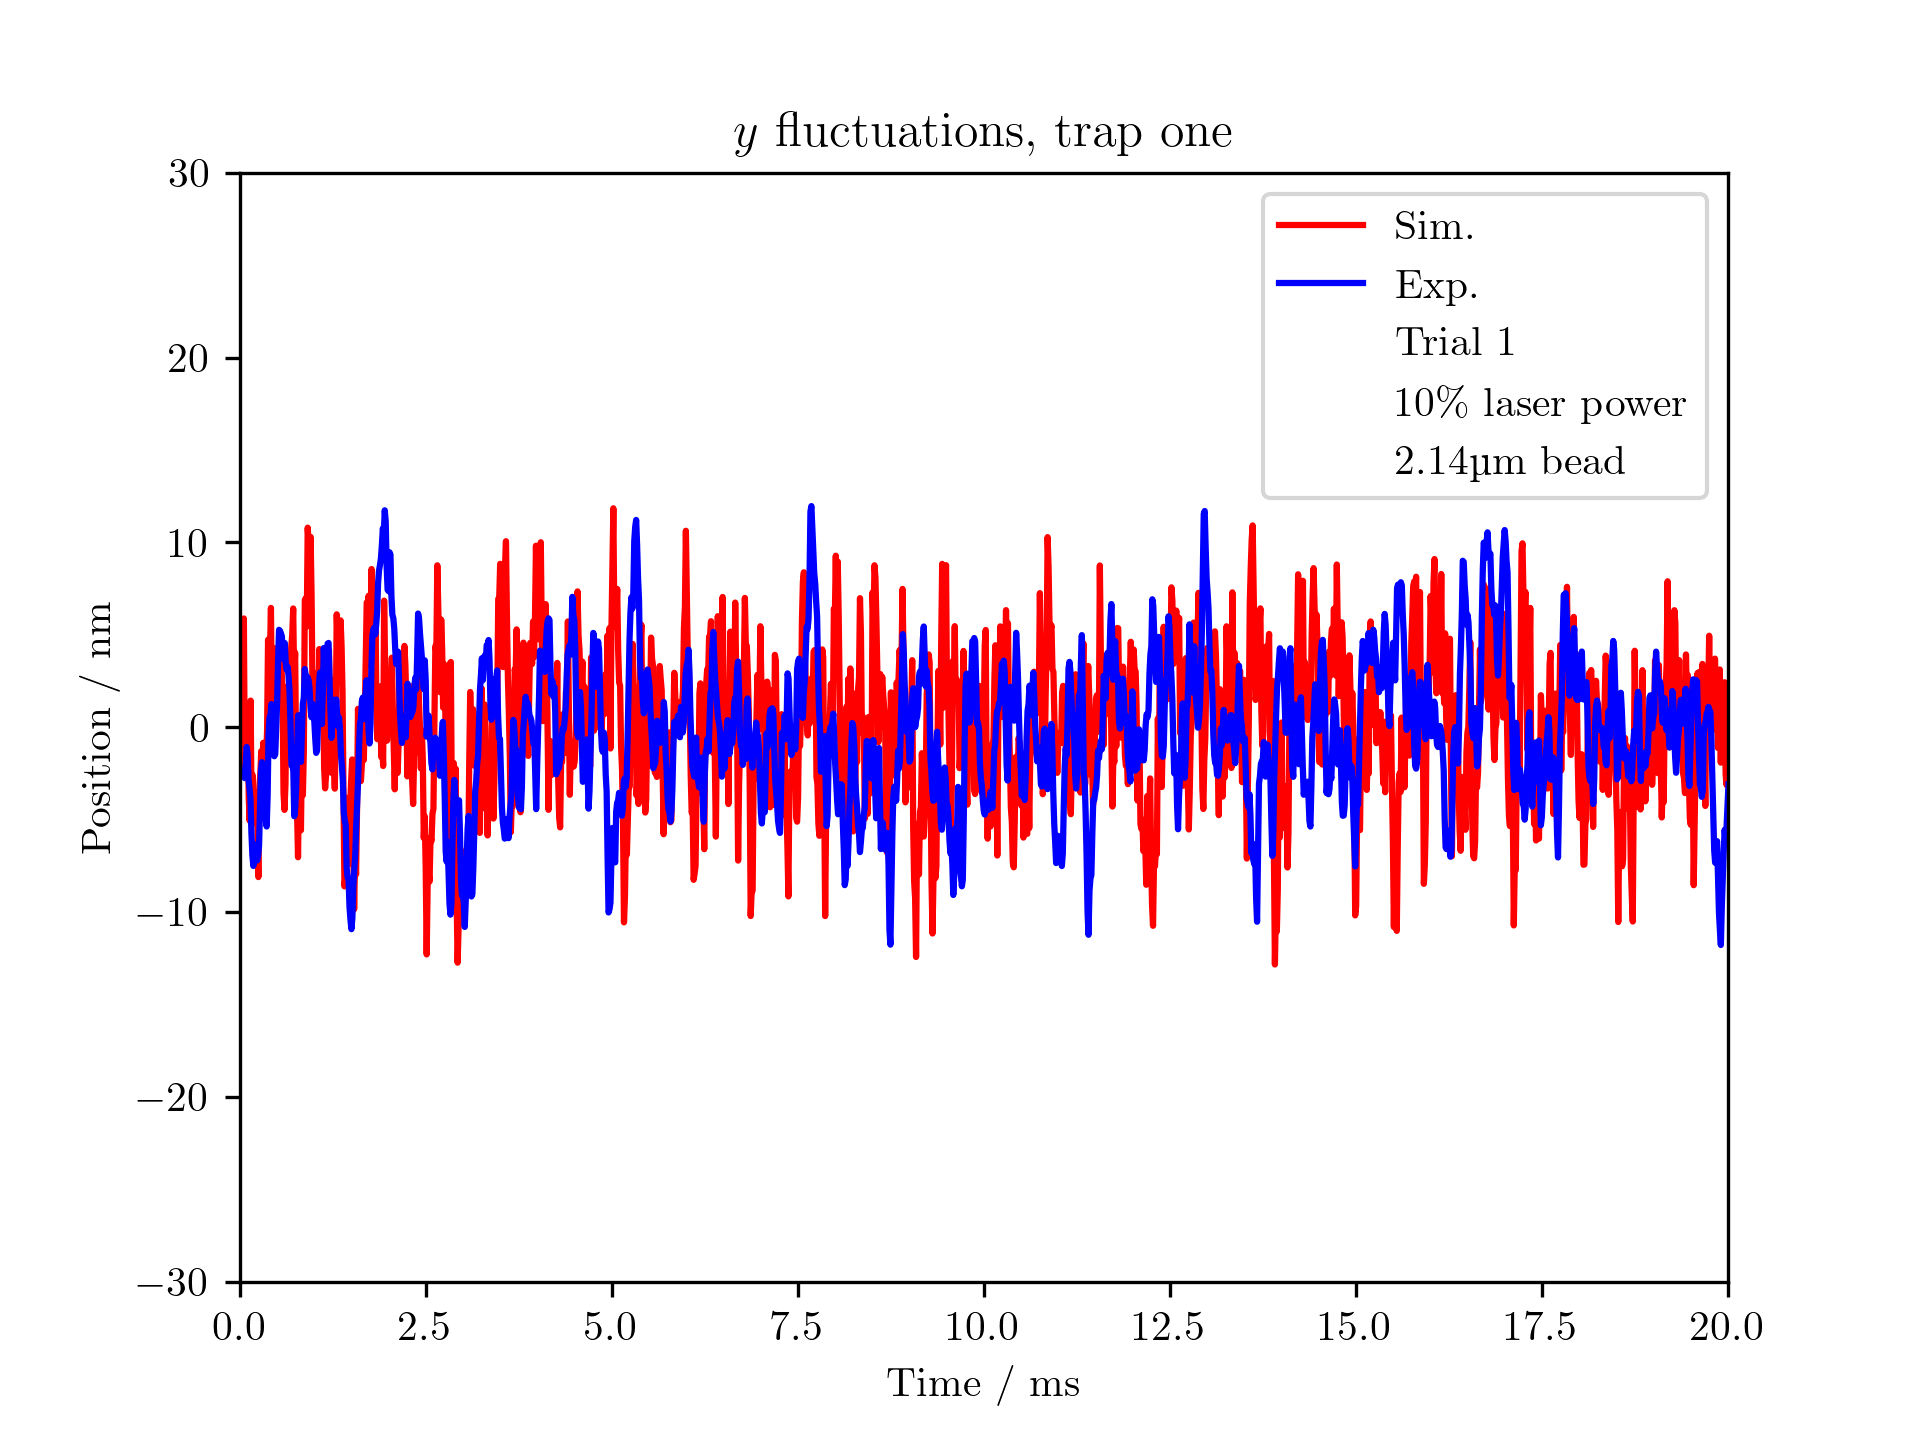 y fluctuations, trap one
Sim.
Exp.
Trial 1
10% laser power
2.14µm bead
30
20
10
0
−10
−20
−30
Position / nm
0.0 2.5 5.0 7.5 10.0 12.5 15.0 17.5 20.0
Time / ms